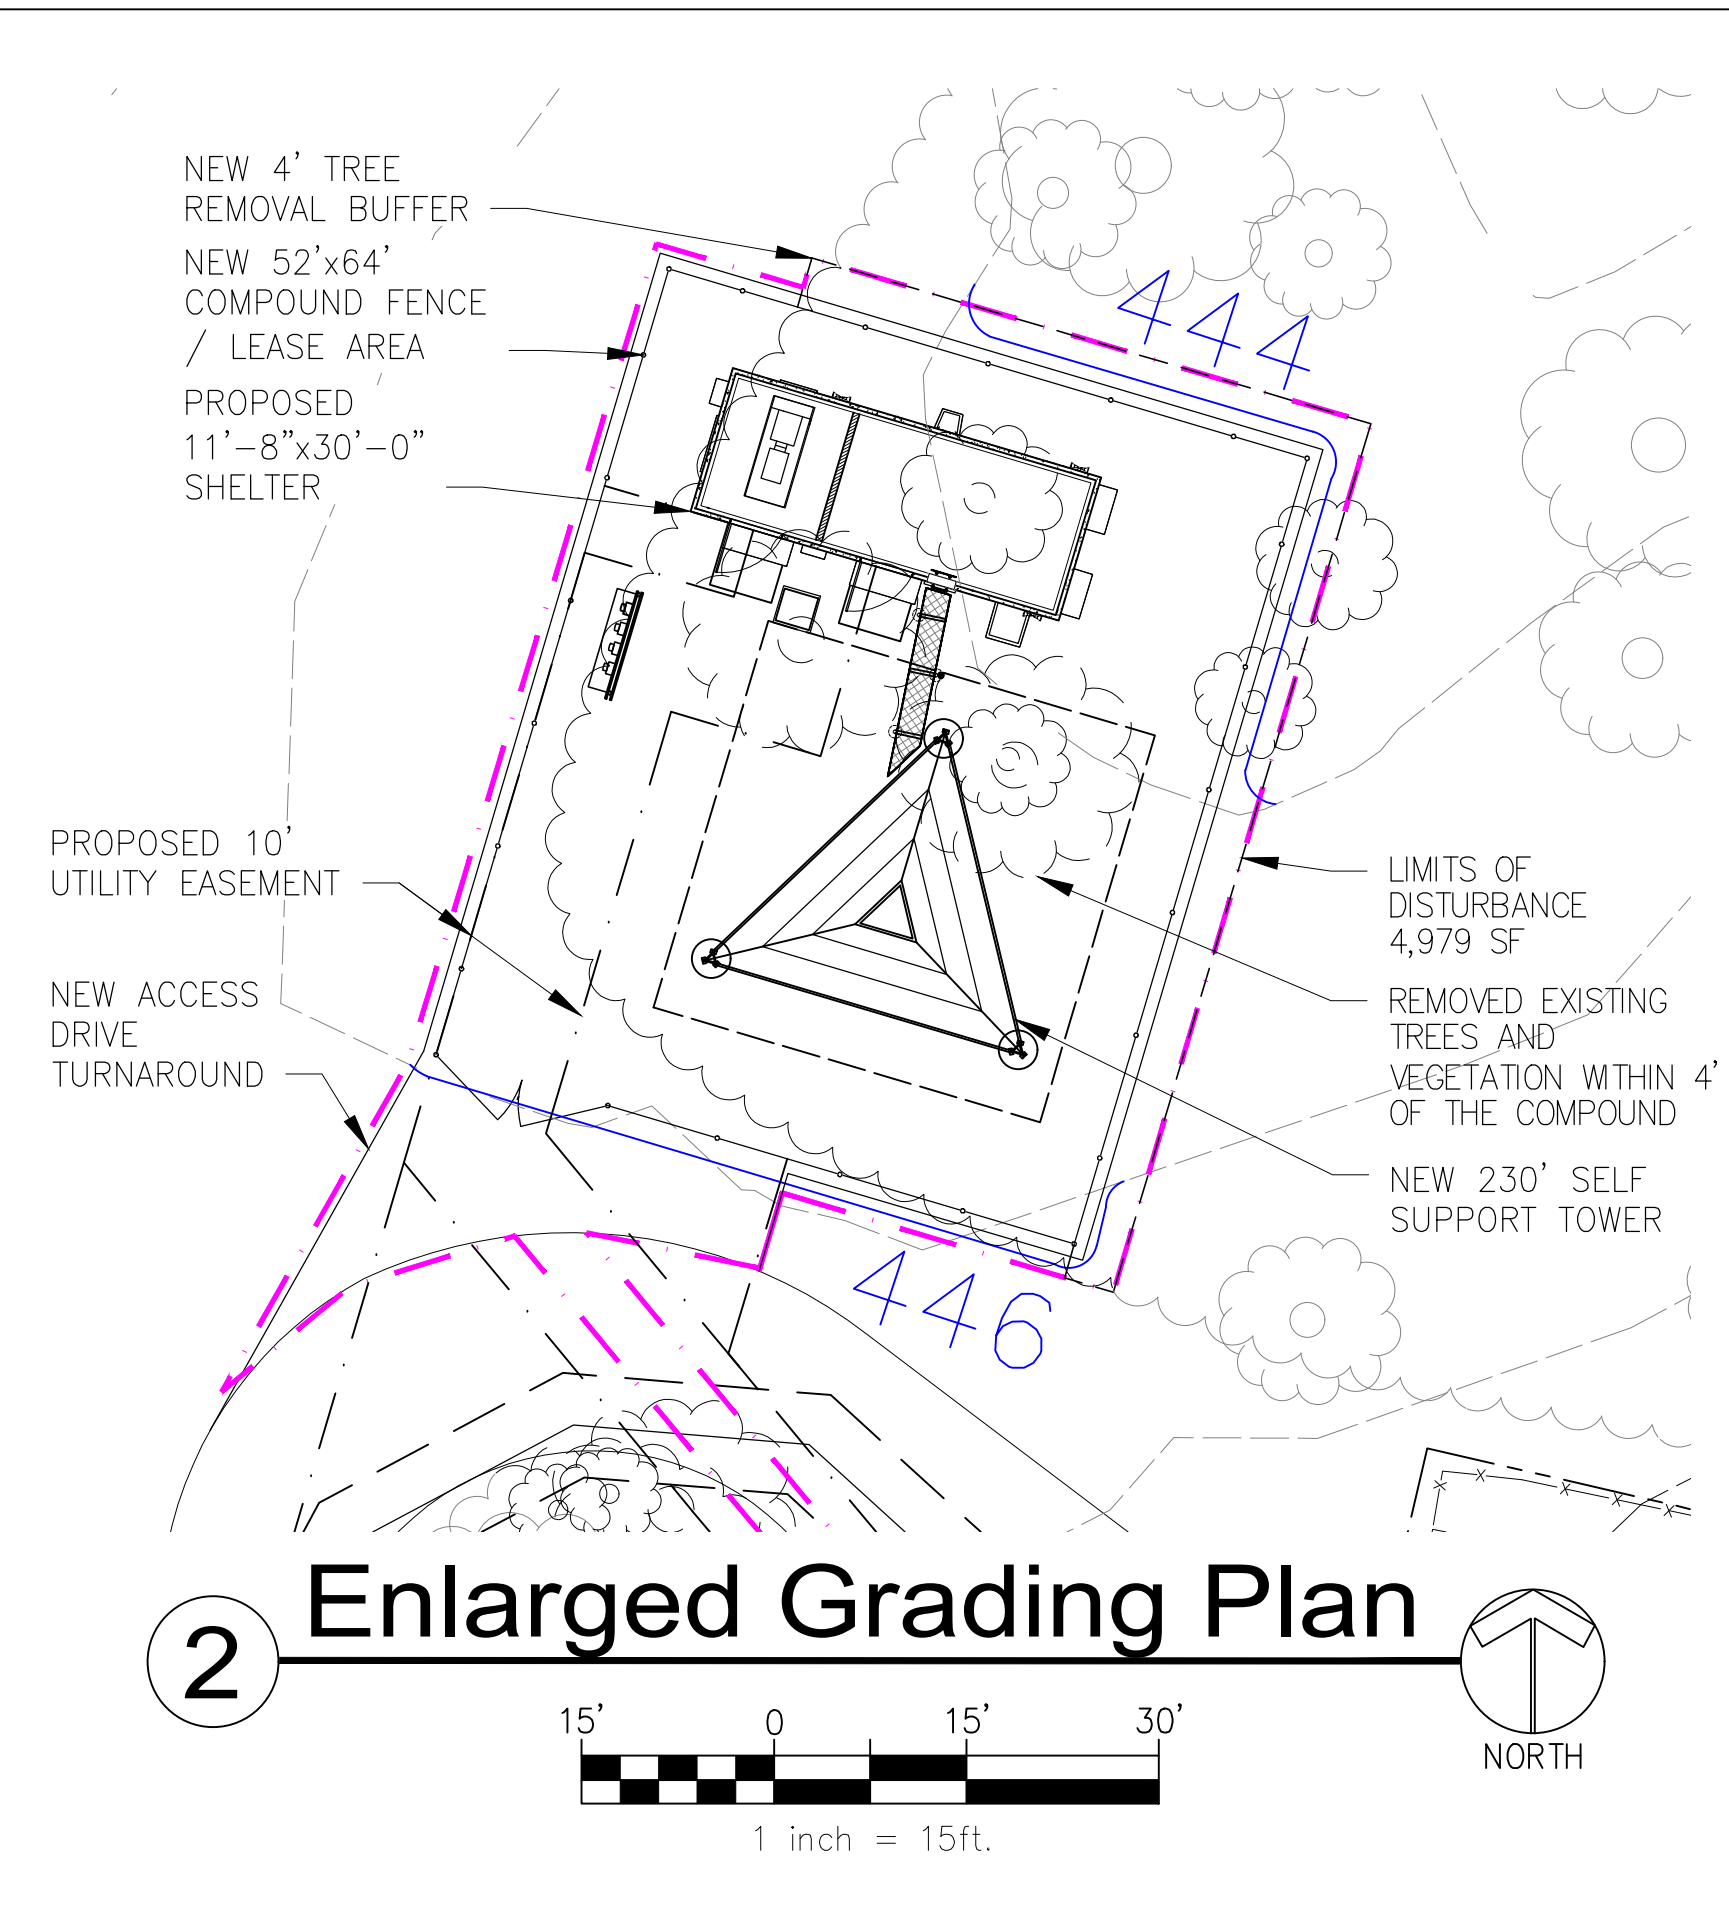 NEW 4' TREE
REMOVAL BUFFER
NEW 52'x64'
COMPOUND FENCE
/ LEASE AREA
PROPOSED
11'-8"x30'-0"
SHELTER
444
PROPOSED 10'
UTILITY EASEMENT
NEW ACCESS
DRIVE
TURNAROUND
LIMITS OF
DISTURBANCE
4,979 SF
REMOVED EXISTING
TREES AND
VEGETATION WITHIN 4'
OF THE COMPOUND
NEW 230' SELF
SUPPORT TOWER
446
2
Enlarged Grading Plan
NORTH
15' 0 15' 30'
1 inch = 15ft.